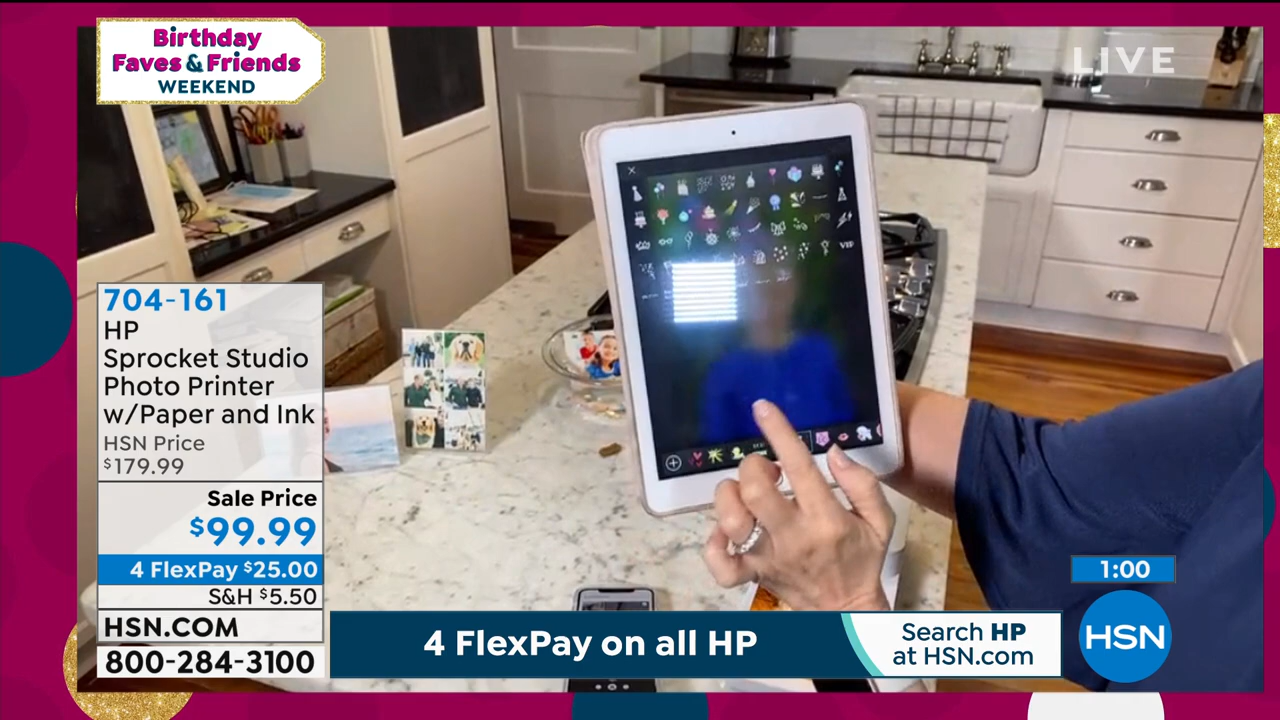 Birthday
Faves & Friends
WEEKEND
LIVE
VIP
704-161
HP
Sprocket Studio
Photo Printer
w/Paper and Ink
HSN Price
$179.99
Sale Price
$99.99
4 FlexPay $25.00
S&H $5.50
HSN.COM
800-284-3100
4 FlexPay on all HP
Search HP
at HSN.com
1:00
HSN